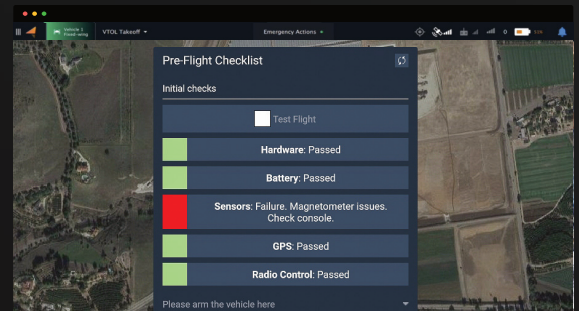 Vehicle 1
Fixed-wing
VTOL Takeoff
Emergency Actions
0
Pre-Flight Checklist
Initial checks
Test Flight
Hardware: Passed
Battery: Passed
Sensors: Failure. Magnetometer issues.
Check console.
GPS: Passed
Radio Control: Passed
Please arm the vehicle here